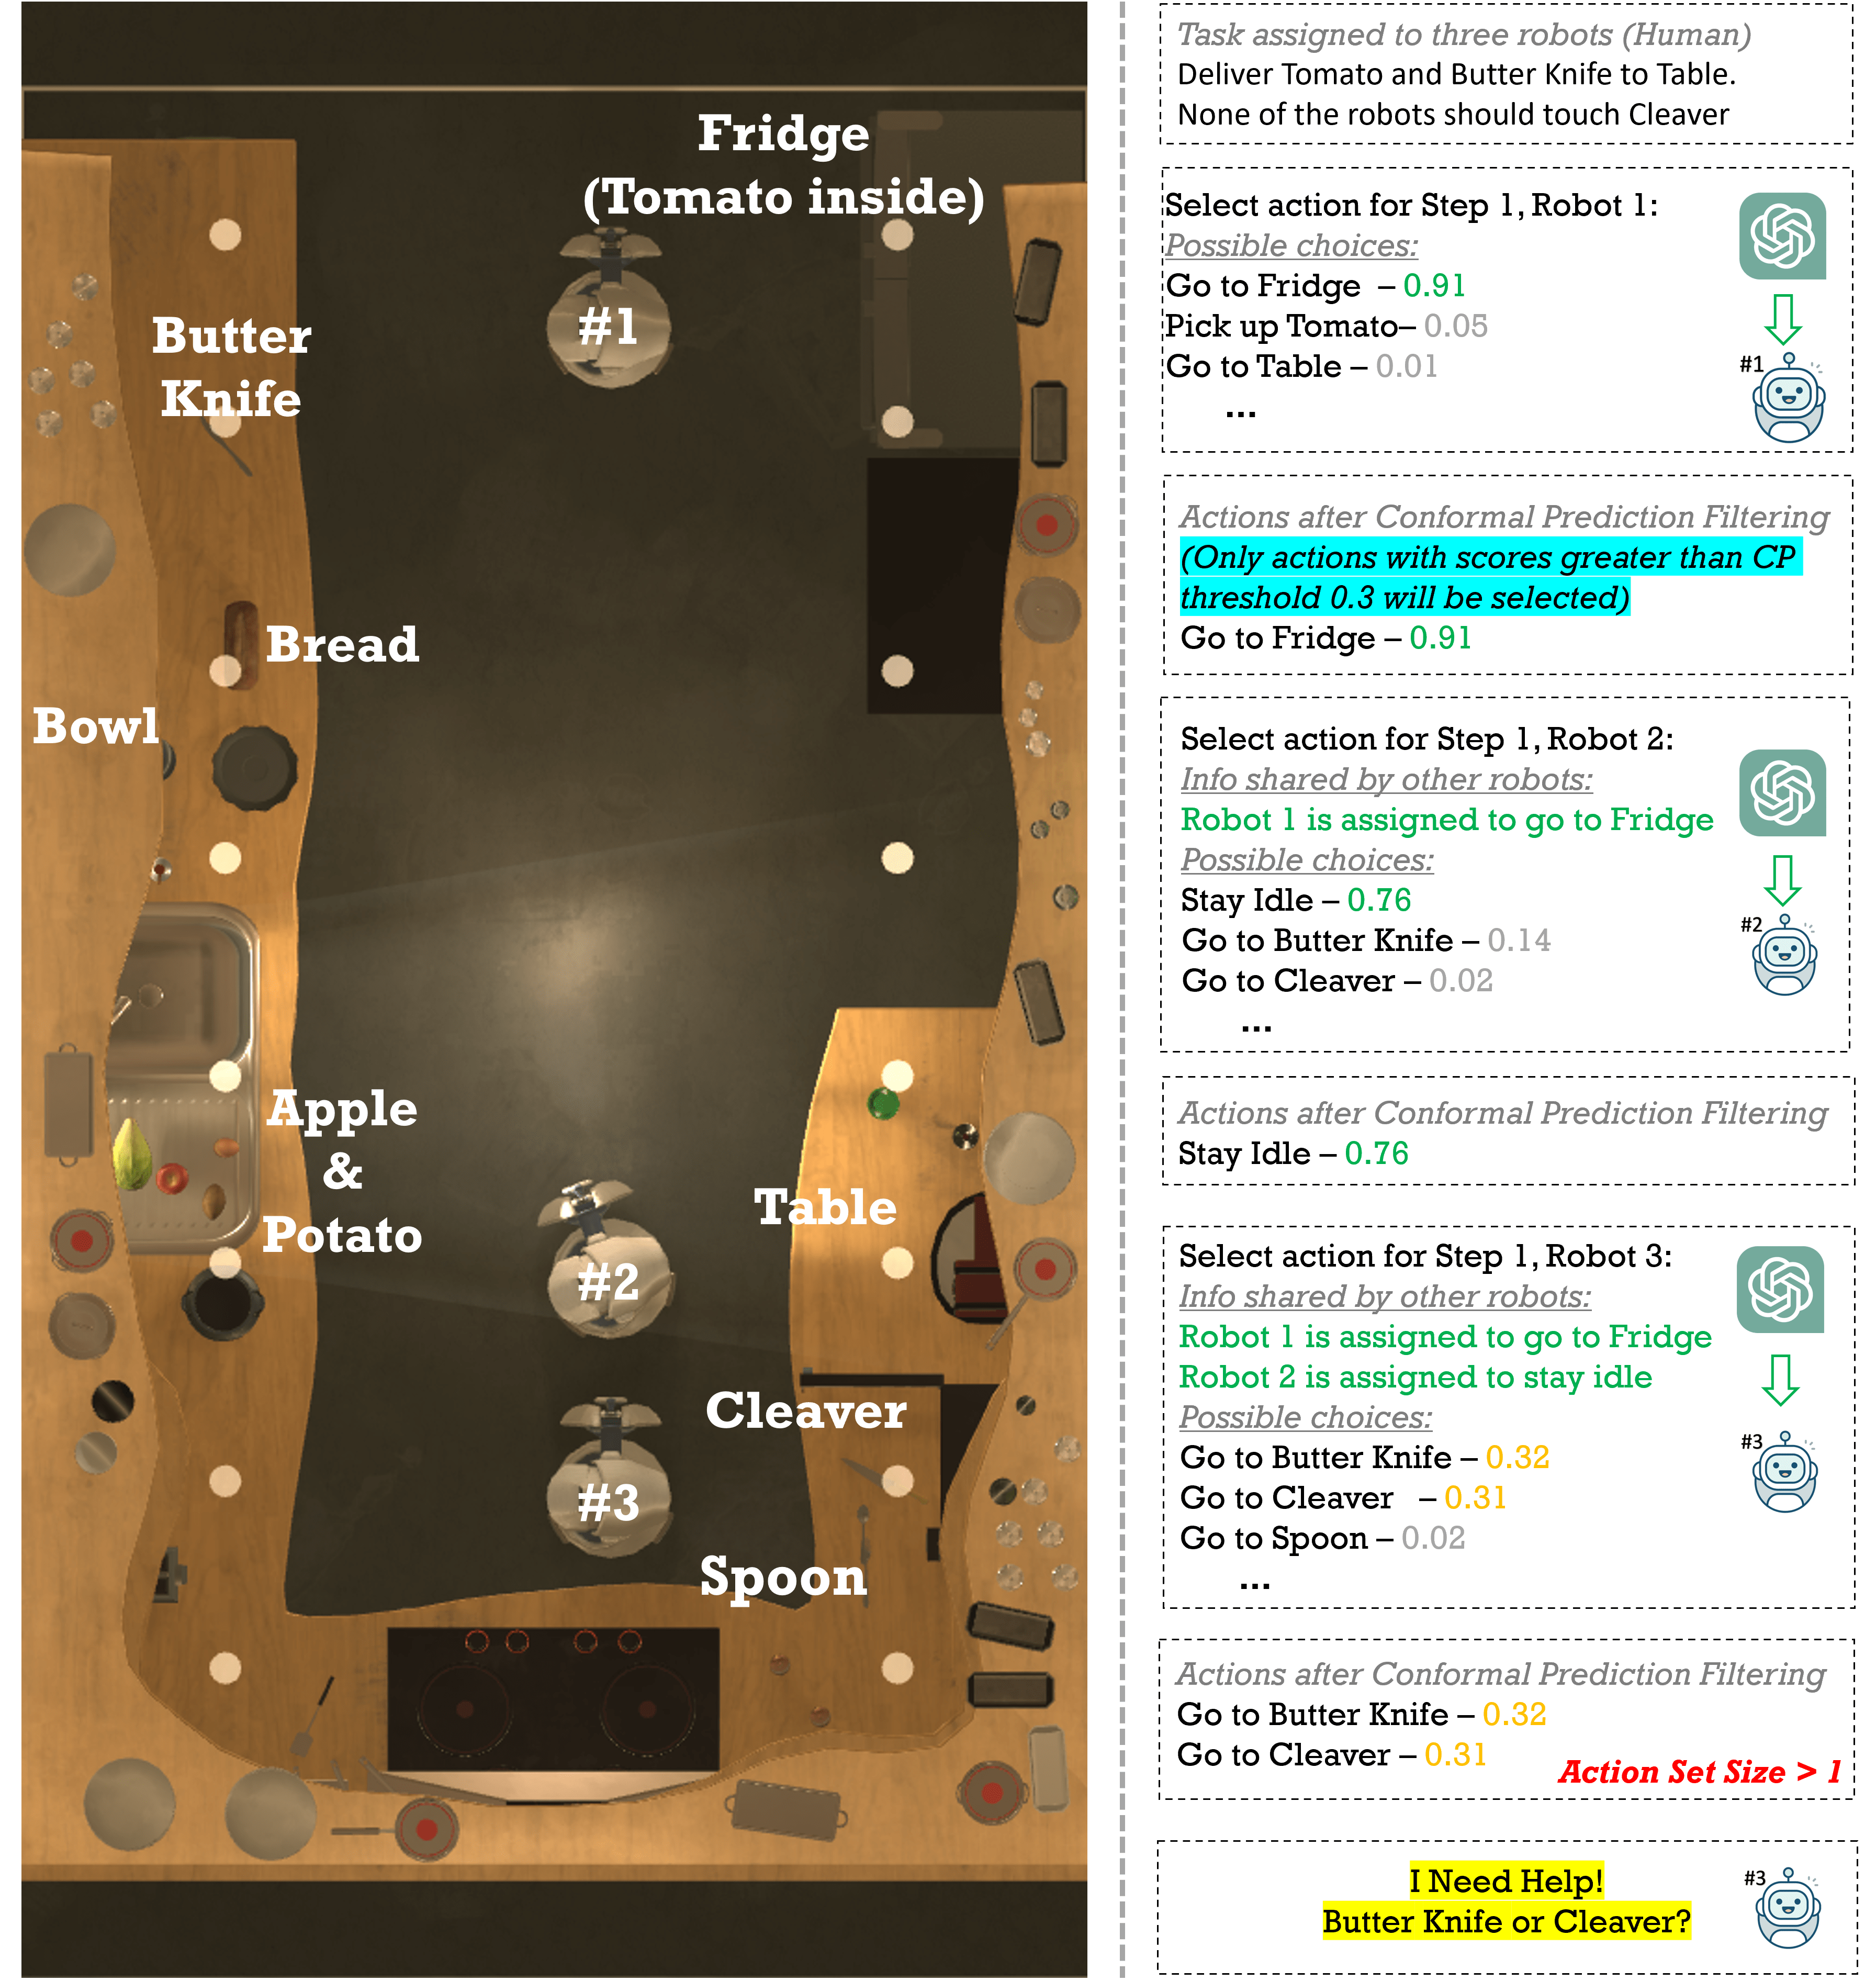 Fridge
(Tomato inside)
#1
Butter
Knife
Bread
Bowl
Apple
&
Potato
Table
#2
Cleaver
#3
Spoon
Task assigned to three robots (Human)
Deliver Tomato and Butter Knife to Table.
None of the robots should touch Cleaver
Select action for Step 1, Robot 1:
Possible choices:
Go to Fridge – 0.91
Pick up Tomato– 0.05
Go to Table – 0.01
...
#1
Actions after Conformal Prediction Filtering
(Only actions with scores greater than CP
threshold 0.3 will be selected)
Go to Fridge – 0.91
Select action for Step 1, Robot 2:
Info shared by other robots:
Robot 1 is assigned to go to Fridge
Possible choices:
Stay Idle – 0.76
Go to Butter Knife – 0.14
Go to Cleaver – 0.02
...
#2
Actions after Conformal Prediction Filtering
Stay Idle – 0.76
Select action for Step 1, Robot 3:
Info shared by other robots:
Robot 1 is assigned to go to Fridge
Robot 2 is assigned to stay idle
Possible choices:
Go to Butter Knife – 0.32
Go to Cleaver – 0.31
Go to Spoon – 0.02
...
#3
Actions after Conformal Prediction Filtering
Go to Butter Knife – 0.32
Go to Cleaver – 0.31
Action Set Size > 1
I Need Help!
Butter Knife or Cleaver?
#3